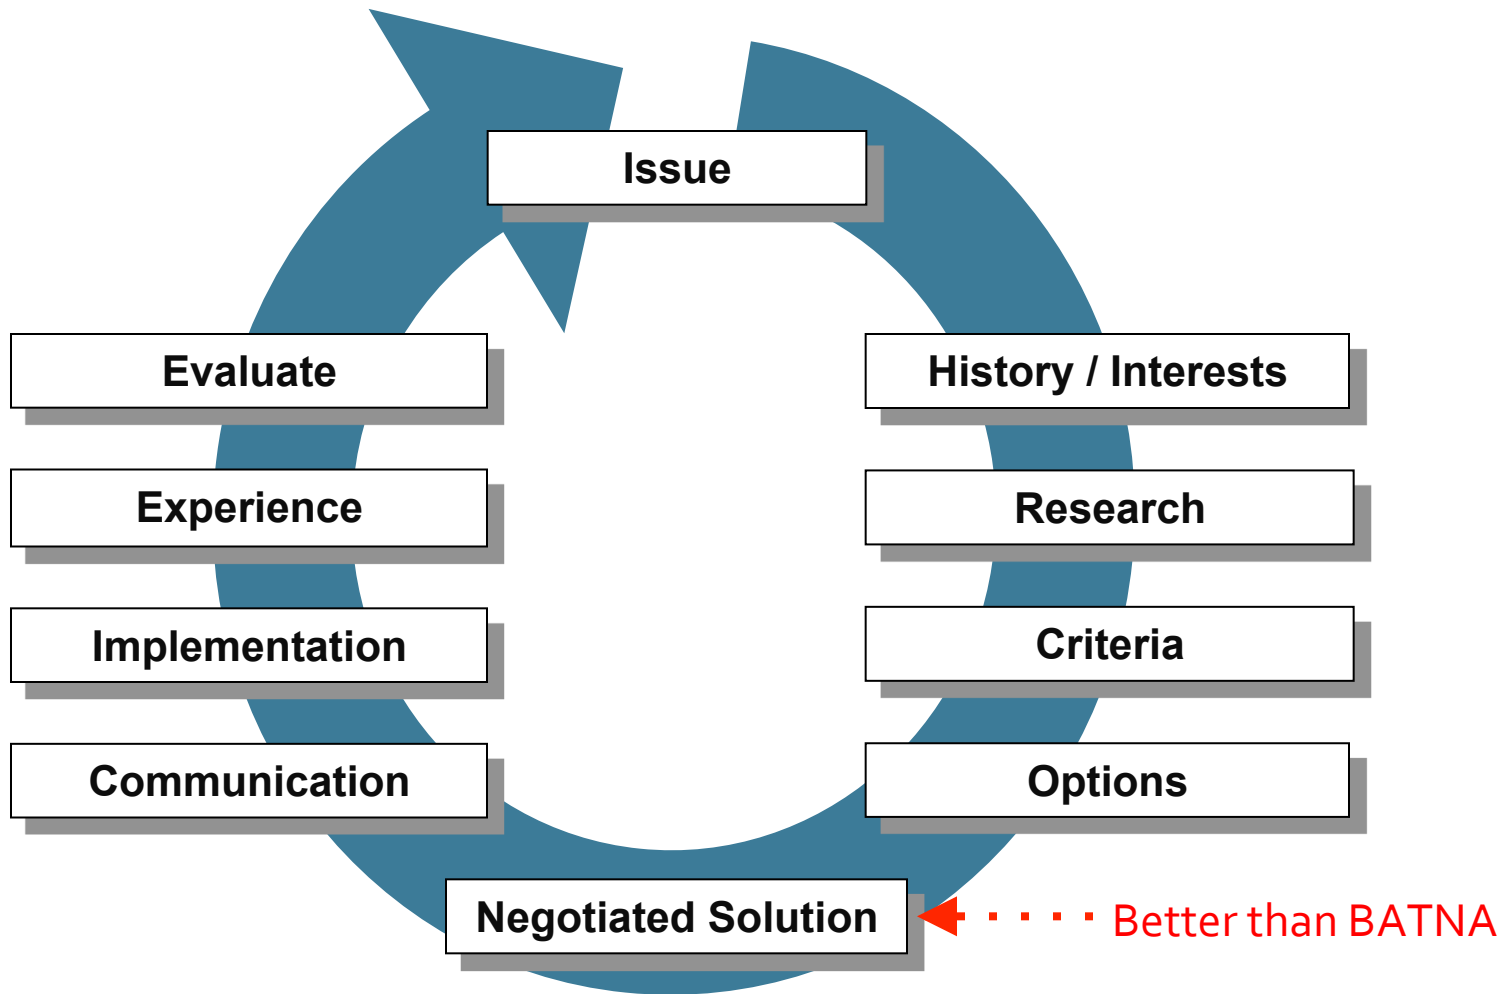 Issue
History / Interests
Research
Criteria
Options
Negotiated Solution
Better than BATNA
Communication
Implementation
Experience
Evaluate